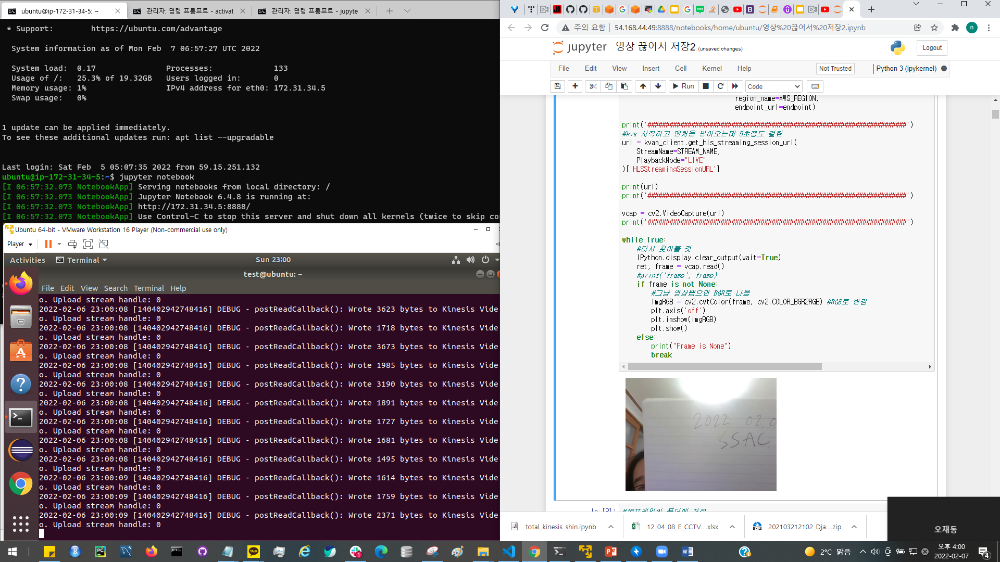 ubuntu@ip-172-31-34-5: ~
관리자: 명령 프롬프트 - activat
관리자: 명령 프롬프트 - jupyte
* Support: https://ubuntu.com/advantage
System information as of Mon Feb 7 06:57:27 UTC 2022
System load: 0.17 Processes: 133
Usage of /: 25.3% of 19.32GB Users logged in: 0
Memory usage: 1% IPv4 address for eth0: 172.31.34.5
Swap usage: 0%
1 update can be applied immediately.
To see these additional updates run: apt list --upgradable
Last login: Sat Feb 5 05:07:35 2022 from 59.15.251.132
ubuntu@ip-172-31-34-5:~$ jupyter notebook
[I 06:57:32.073 NotebookApp] Serving notebooks from local directory: /
[I 06:57:32.073 NotebookApp] Jupyter Notebook 6.4.8 is running at:
[I 06:57:32.073 NotebookApp] http://172.31.34.5:8888/
[I 06:57:32.073 NotebookApp] Use Control-C to stop this server and shut down all kernels (twice to skip co
Ubuntu 64-bit - VMware Workstation 16 Player (Non-commercial use only)
Player
Activities Terminal Sun 23:00
test@ubuntu: ~
File Edit View Search Terminal Help
o. Upload stream handle: 0
2022-02-06 23:00:08 [140402942748416] DEBUG - postReadCallback(): Wrote 3623 bytes to Kinesis Vide
o. Upload stream handle: 0
2022-02-06 23:00:08 [140402942748416] DEBUG - postReadCallback(): Wrote 1718 bytes to Kinesis Vide
o. Upload stream handle: 0
2022-02-06 23:00:08 [140402942748416] DEBUG - postReadCallback(): Wrote 3673 bytes to Kinesis Vide
o. Upload stream handle: 0
2022-02-06 23:00:08 [140402942748416] DEBUG - postReadCallback(): Wrote 1985 bytes to Kinesis Vide
o. Upload stream handle: 0
2022-02-06 23:00:08 [140402942748416] DEBUG - postReadCallback(): Wrote 3190 bytes to Kinesis Vide
o. Upload stream handle: 0
2022-02-06 23:00:08 [140402942748416] DEBUG - postReadCallback(): Wrote 1891 bytes to Kinesis Vide
o. Upload stream handle: 0
2022-02-06 23:00:08 [140402942748416] DEBUG - postReadCallback(): Wrote 1727 bytes to Kinesis Vide
o. Upload stream handle: 0
2022-02-06 23:00:08 [140402942748416] DEBUG - postReadCallback(): Wrote 1681 bytes to Kinesis Vide
o. Upload stream handle: 0
2022-02-06 23:00:08 [140402942748416] DEBUG - postReadCallback(): Wrote 1495 bytes to Kinesis Vide
o. Upload stream handle: 0
2022-02-06 23:00:09 [140402942748416] DEBUG - postReadCallback(): Wrote 1614 bytes to Kinesis Vide
o. Upload stream handle: 0
2022-02-06 23:00:09 [140402942748416] DEBUG - postReadCallback(): Wrote 1759 bytes to Kinesis Vide
o. Upload stream handle: 0
2022-02-06 23:00:09 [140402942748416] DEBUG - postReadCallback(): Wrote 2371 bytes to Kinesis Vide
o. Upload stream handle: 0
주의 요함 54.168.44.49:8888/notebooks/home/ubuntu/영상%20끊어서%20저장2.ipynb
jupyter 영상 끊어서 저장2 (unsaved changes)
Logout
File Edit View Insert Cell Kernel Help
Not Trusted Python 3 (ipykernel)
Run Code
region_name=AWS_REGION,
endpoint_url=endpoint)
#kvs 시작하고 맨처음 받아오는데 5초정도 걸림
url = kvam_client.get_hls_streaming_session_url(
StreamName=STREAM_NAME,
PlaybackMode="LIVE"
)['HLSStreamingSessionURL']
print(url)
vcap = cv2.VideoCapture(url)
while True:
#다시 찾아볼 것
IPython.display.clear_output(wait=True)
ret, frame = vcap.read()
#print('frame', frame)
if frame is not None:
#그냥 영상뽑으면 BGR로 나옴
imgRGB = cv2.cvtColor(frame, cv2.COLOR_BGR2RGB) #RGB로 변경
plt.axis('off')
plt.imshow(imgRGB)
plt.show()
else:
print("Frame is None")
break
2022.02.0
SSAC
total_kinesis_shin.ipynb
12_04_08_E_CCTV....xlsx
202103212102_Dja....zip
오재동
2°C 맑음
오후 4:00
2022-02-07
4